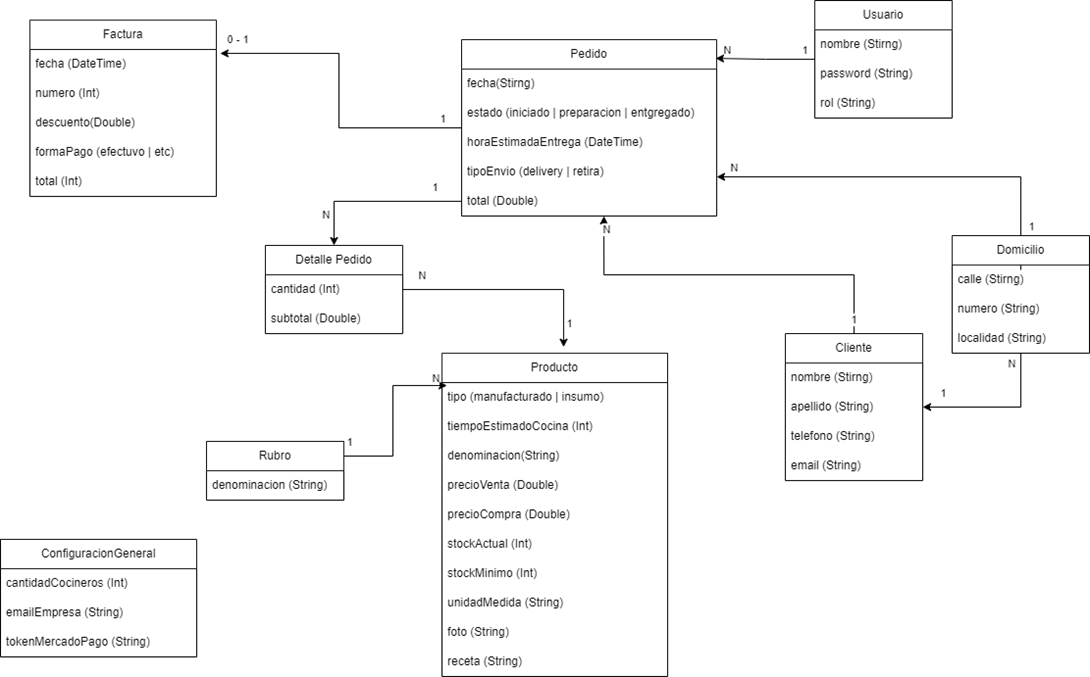 Factura
fecha (DateTime)
numero (Int)
descuento(Double)
formaPago (efectuvo | etc)
total (Int)
0 - 1
1
Pedido
fecha(Stirng)
estado (iniciado | preparacion | entgregado)
horaEstimadaEntrega (DateTime)
tipoEnvio (delivery | retira)
total (Double)
N
1
Usuario
nombre (Stirng)
password (String)
rol (String)
N
1
Domicilio
calle (Stirng)
numero (String)
localidad (String)
N
1
N
1
Cliente
nombre (Stirng)
apellido (String)
telefono (String)
email (String)
1
N
Detalle Pedido
cantidad (Int)
subtotal (Double)
N
1
Producto
tipo (manufacturado | insumo)
tiempoEstimadoCocina (Int)
denominacion(String)
precioVenta (Double)
precioCompra (Double)
stockActual (Int)
stockMinimo (Int)
unidadMedida (String)
foto (String)
receta (String)
N
1
Rubro
denominacion (String)
ConfiguracionGeneral
cantidadCocineros (Int)
emailEmpresa (String)
tokenMercadoPago (String)